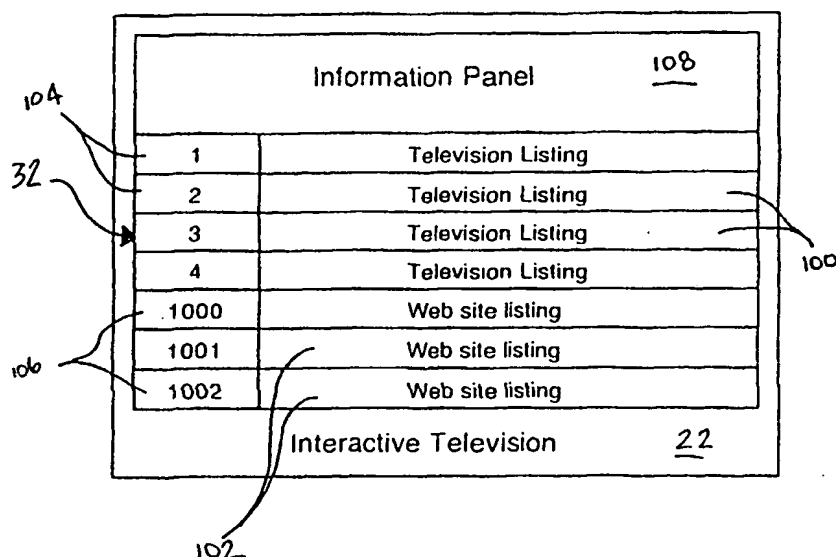 Information Panel 108
104
1 Television Listing
32
2 Television Listing
3 Television Listing
100
4 Television Listing
1000 Web site listing
106
1001 Web site listing
1002 Web site listing
Interactive Television 22
102